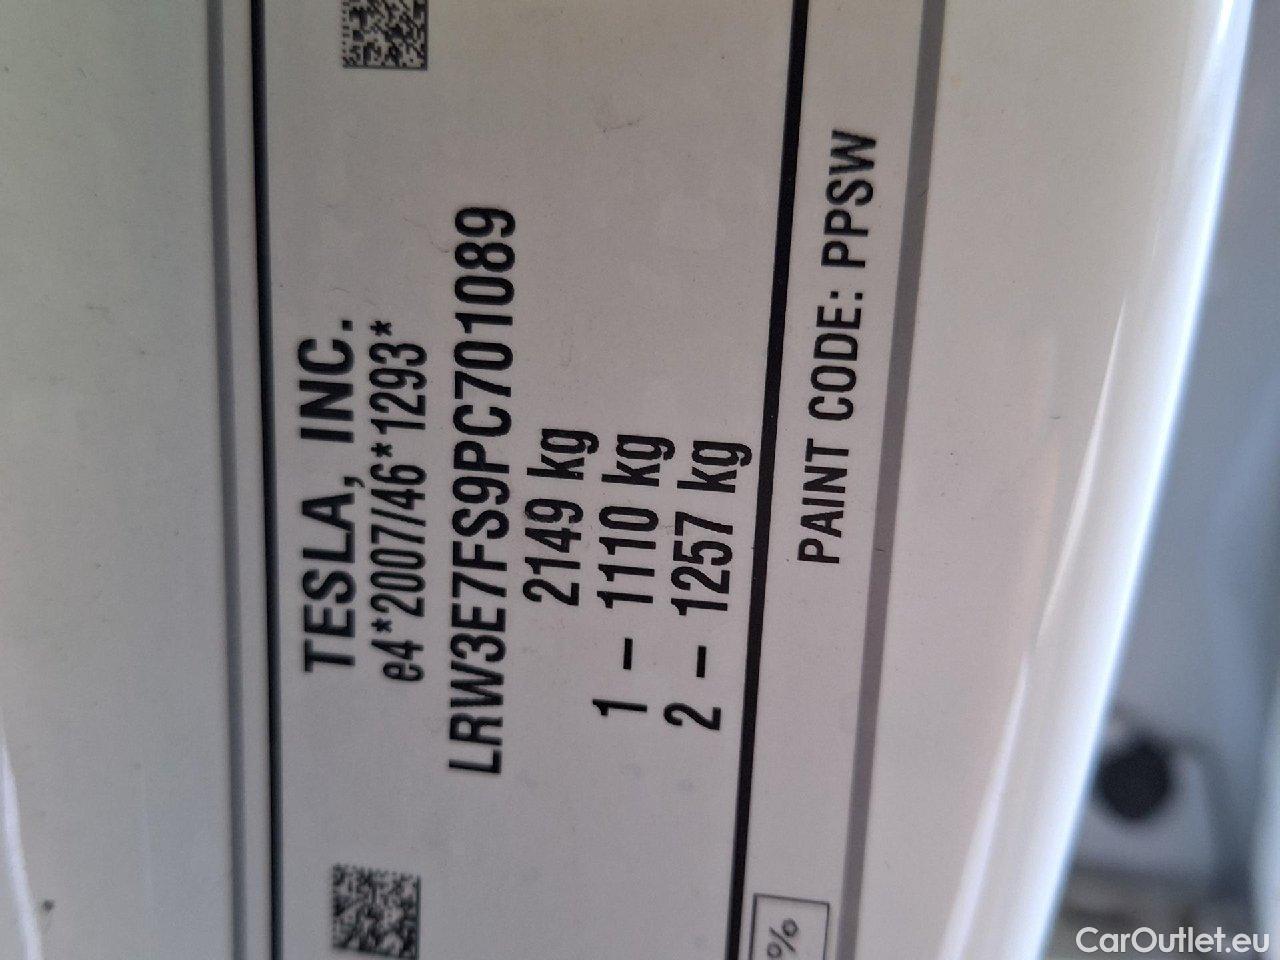 TESLA, INC.
e4*2007/46*1293*
LRW3E7FS9PC701089
2149 kg
1 - 1110 kg
2 - 1257 kg
PAINT CODE: PPSW
%
CarOutlet.eu